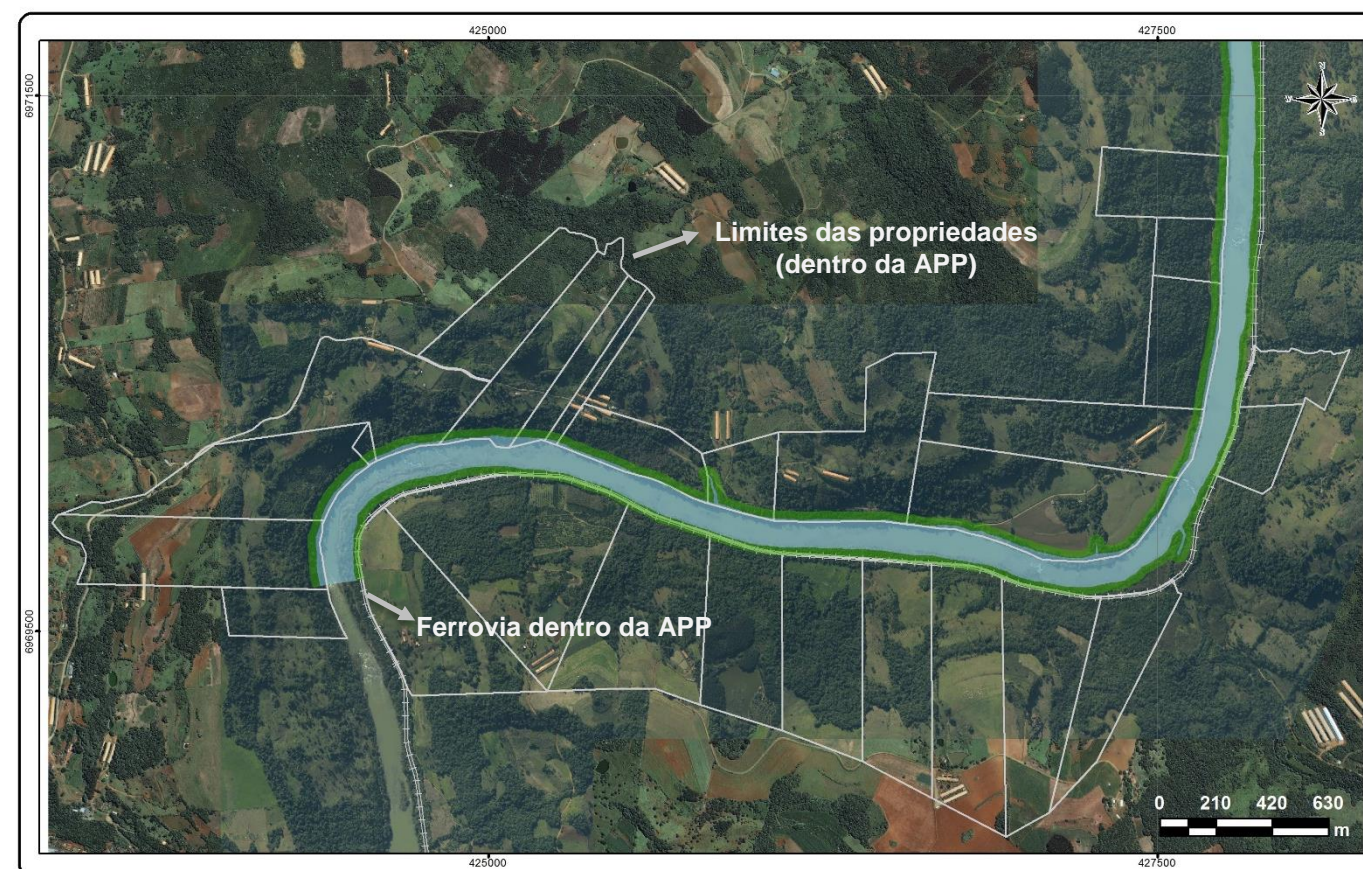 425000
427500
6971500
N
W E
S
Limites das propriedades
(dentro da APP)
Ferrovia dentro da APP
6969500
0 210 420 630
m
425000
427500